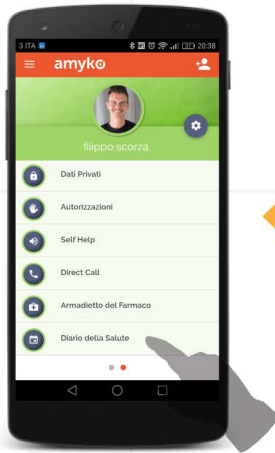 3 ITA 37 20:38
amyko
filippo scorza
Dati Privati
Autorizzazioni
Self Help
Direct Call
Armadietto del Farmaco
Diario della Salute